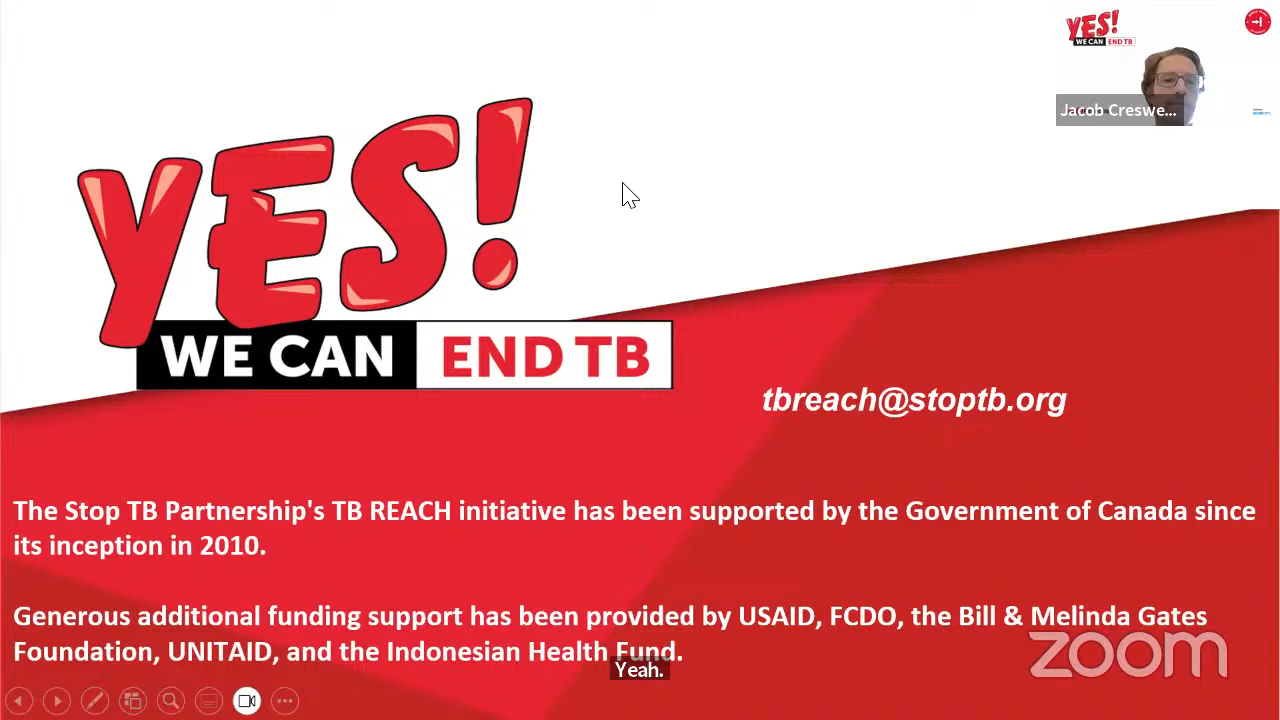 YES!
WE CAN END TB
Jacob Creswe...
YES!
WE CAN END TB
tbreach@stoptb.org
The Stop TB Partnership's TB REACH initiative has been supported by the Government of Canada since
its inception in 2010.
Generous additional funding support has been provided by USAID, FCDO, the Bill & Melinda Gates
Foundation, UNITAID, and the Indonesian Health Fund.
zoom
Yeah.